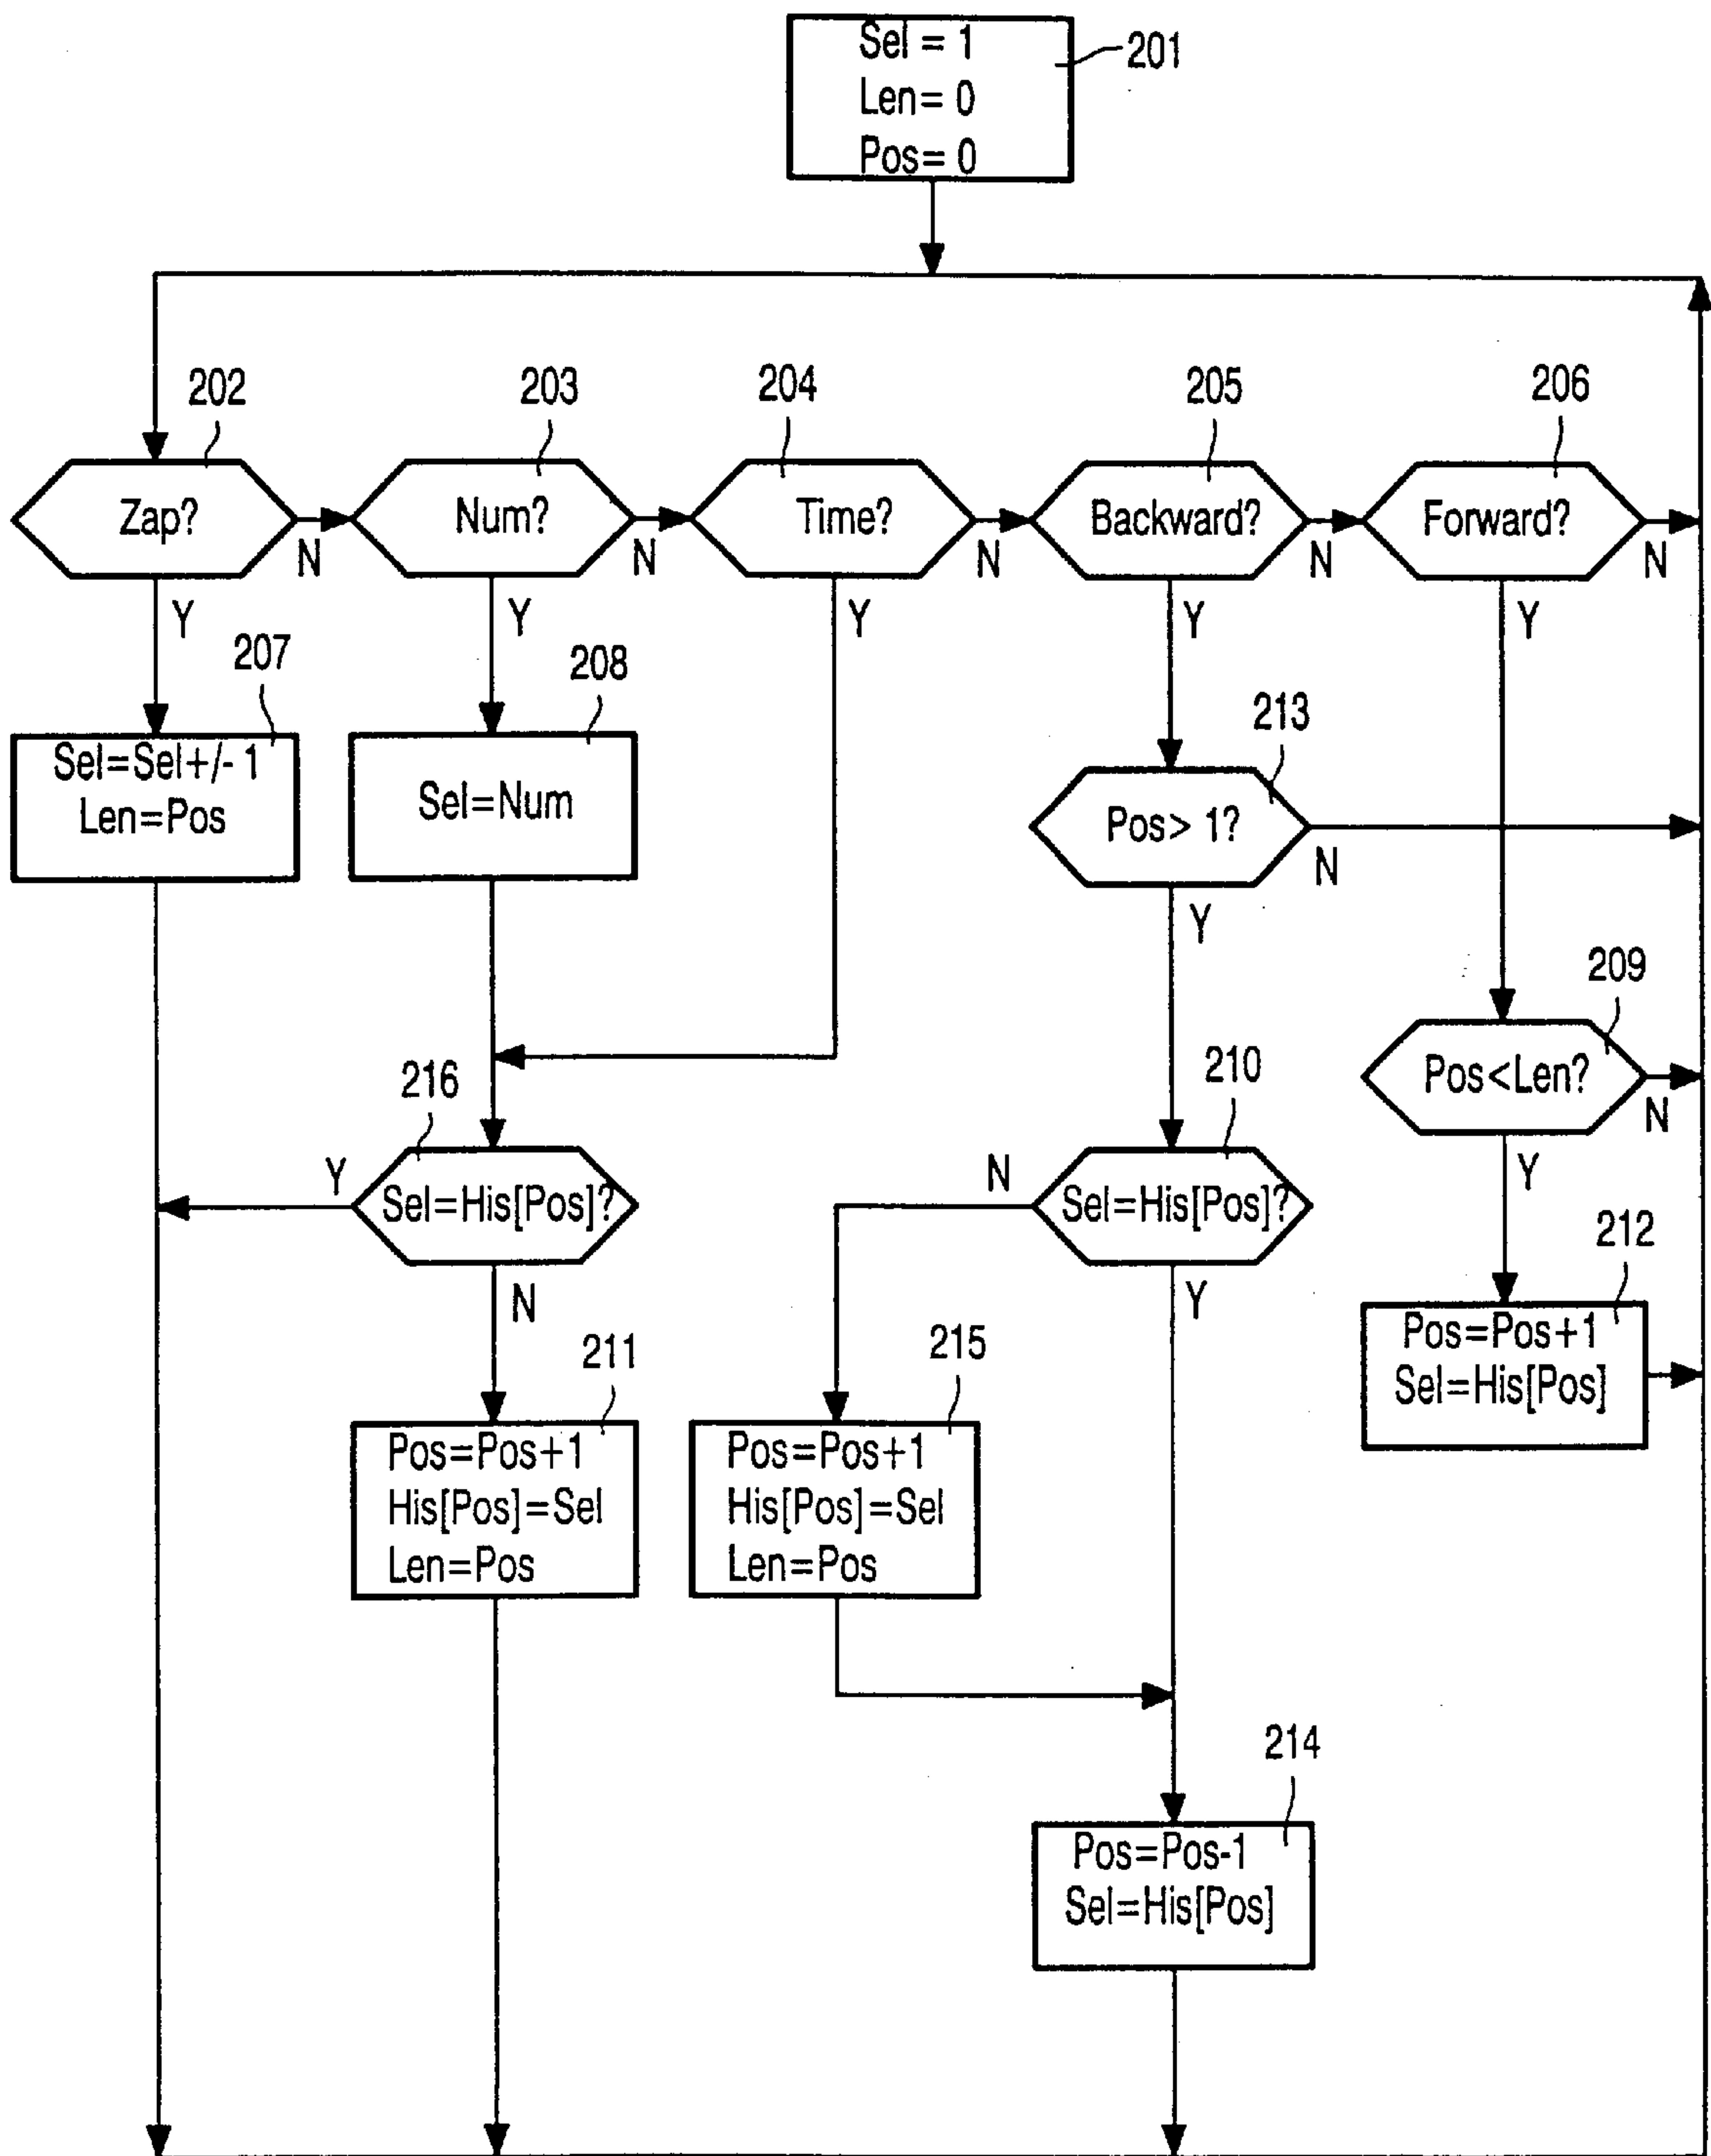 Sel = 1
Len= 0
Pos= 0
201
202
203
204
205
206
Zap?
N
Num?
N
Time?
N
Backward?
N
Forward?
N
Y
Y
Y
Y
Y
207
Sel=Sel+/- 1
Len=Pos
208
Sel=Num
213
Pos> 1?
N
Y
209
Pos<Len?
N
Y
216
Y
Sel=His[Pos]?
N
210
N
Sel=His[Pos]?
Y
212
Pos=Pos+1
Sel=His[Pos]
211
Pos=Pos+1
His[Pos]=Sel
Len=Pos
215
Pos=Pos+1
His[Pos]=Sel
Len=Pos
214
Pos=Pos-1
Sel=His[Pos]